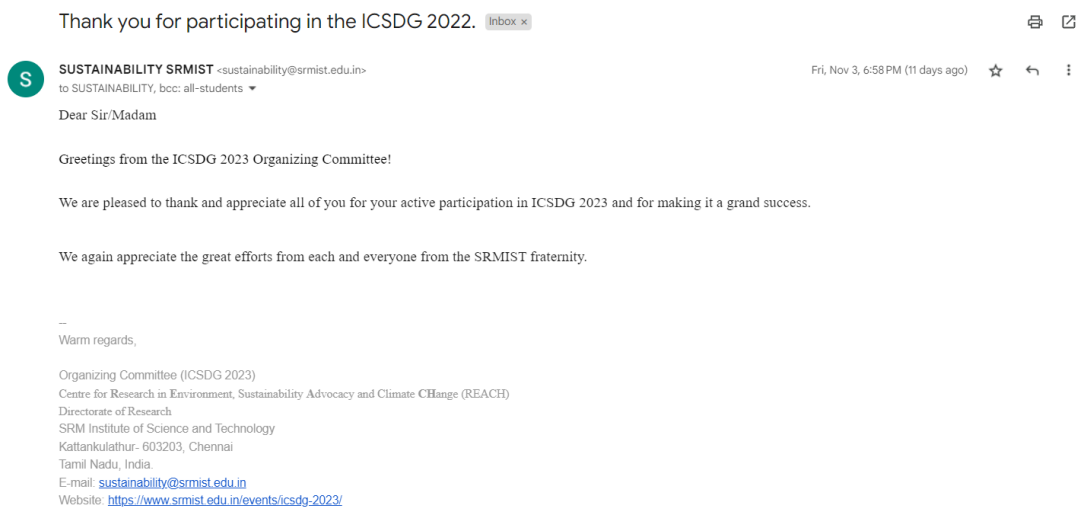 Thank you for participating in the ICSDG 2022. Inbox ×
S
SUSTAINABILITY SRMIST <sustainability@srmist.edu.in>
Fri, Nov 3, 6:58 PM (11 days ago)
to SUSTAINABILITY, bcc: all-students
Dear Sir/Madam
Greetings from the ICSDG 2023 Organizing Committee!
We are pleased to thank and appreciate all of you for your active participation in ICSDG 2023 and for making it a grand success.
We again appreciate the great efforts from each and everyone from the SRMIST fraternity.
--
Warm regards,
Organizing Committee (ICSDG 2023)
Centre for Research in Environment, Sustainability Advocacy and Climate CHange (REACH)
Directorate of Research
SRM Institute of Science and Technology
Kattankulathur- 603203, Chennai
Tamil Nadu, India.
E-mail: sustainability@srmist.edu.in
Website: https://www.srmist.edu.in/events/icsdg-2023/